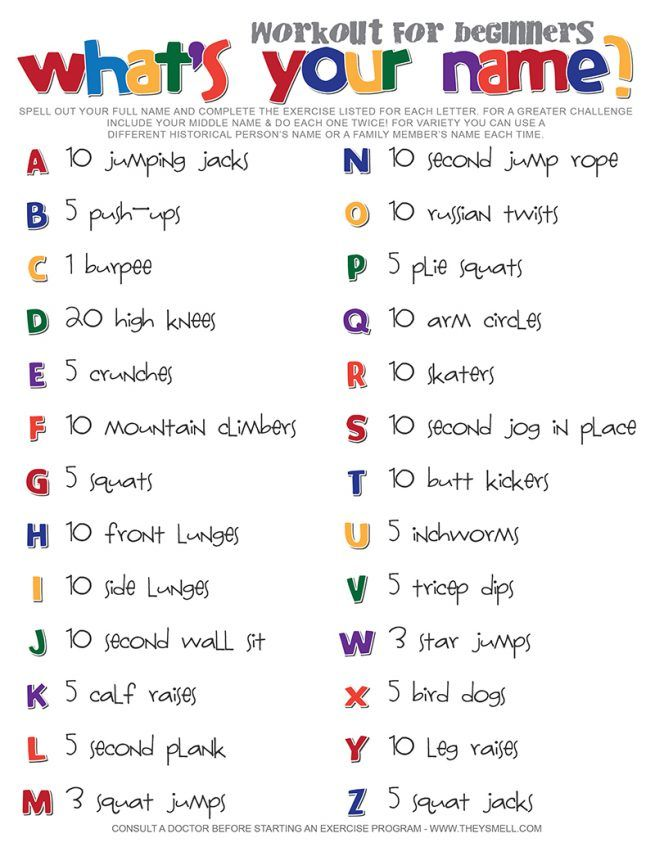 Workout for beginners
what's your name?
SPELL OUT YOUR FULL NAME AND COMPLETE THE EXERCISE LISTED FOR EACH LETTER. FOR A GREATER CHALLENGE
INCLUDE YOUR MIDDLE NAME & DO EACH ONE TWICE! FOR VARIETY YOU CAN USE A
DIFFERENT HISTORICAL PERSON'S NAME OR A FAMILY MEMBER'S NAME EACH TIME.
A 10 jumping jacks
B 5 push-ups
C 1 burpee
D 20 high knees
E 5 crunches
F 10 mountain climbers
G 5 squats
H 10 front lunges
I 10 side lunges
J 10 second wall sit
K 5 calf raises
L 5 second plank
M 3 squat jumps
N 10 second jump rope
O 10 russian twists
P 5 plie squats
Q 10 arm circles
R 10 skaters
S 10 second jog in place
T 10 butt kickers
U 5 inchworms
V 5 tricep dips
W 3 star jumps
X 5 bird dogs
Y 10 leg raises
Z 5 squat jacks
CONSULT A DOCTOR BEFORE STARTING AN EXERCISE PROGRAM - WWW.THEYSMELL.COM